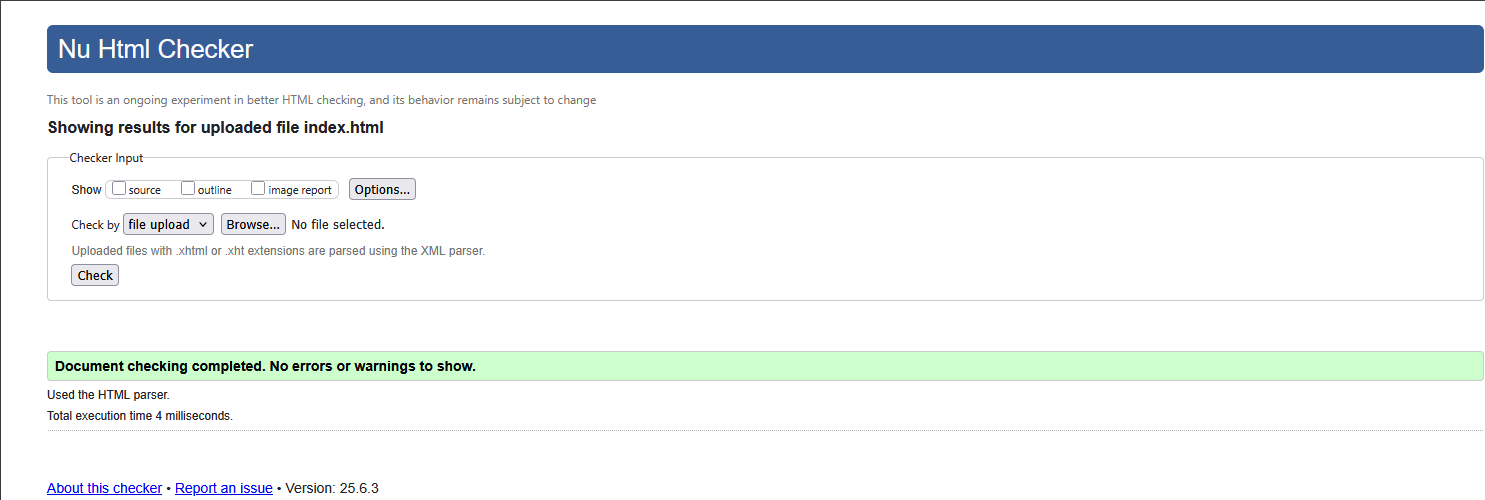 Nu Html Checker
This tool is an ongoing experiment in better HTML checking, and its behavior remains subject to change
Showing results for uploaded file index.html
Checker Input
Show source outline image report Options...
Check by file upload Browse... No file selected.
Uploaded files with .xhtml or .xht extensions are parsed using the XML parser.
Check
Document checking completed. No errors or warnings to show.
Used the HTML parser.
Total execution time 4 milliseconds.
About this checker • Report an issue • Version: 25.6.3